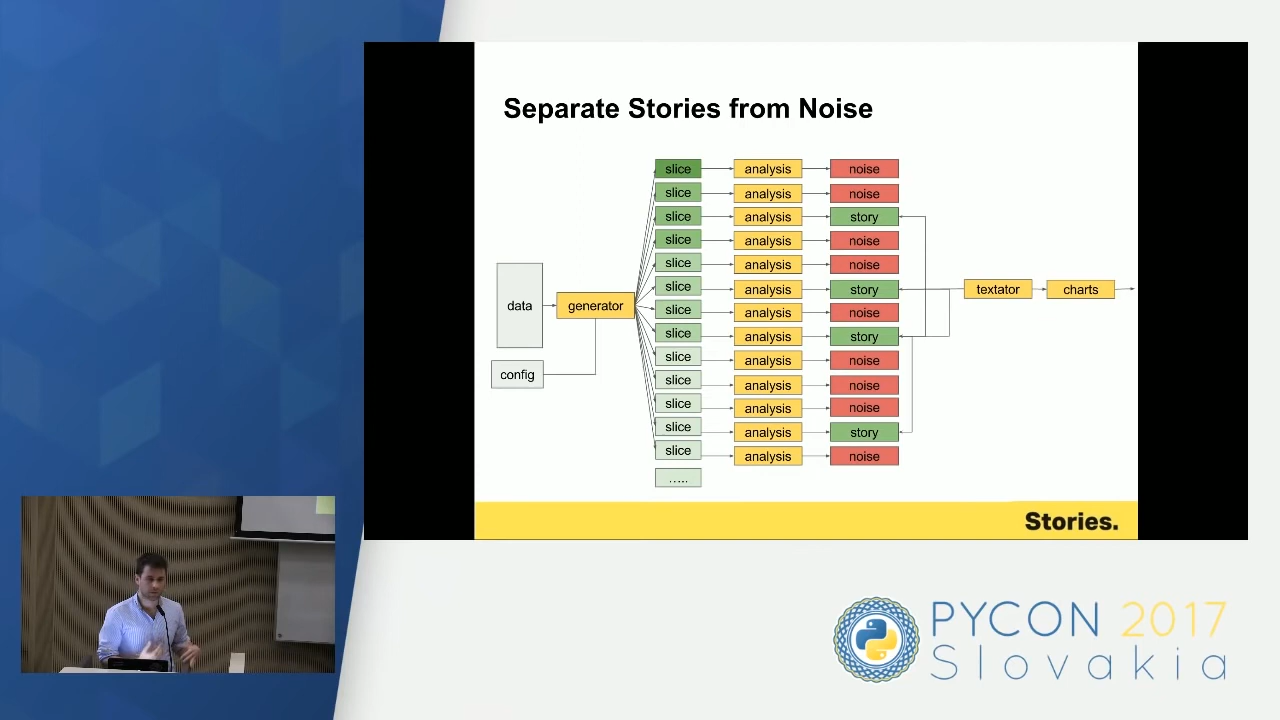 Separate Stories from Noise
slice analysis noise
slice analysis noise
slice analysis story
slice analysis noise
slice analysis noise
slice analysis story
slice analysis noise
slice analysis story
slice analysis noise
slice analysis noise
slice analysis noise
slice analysis story
slice analysis noise
.....
data
generator
config
textator
charts
Stories.
PYCON 2017
Slovakia